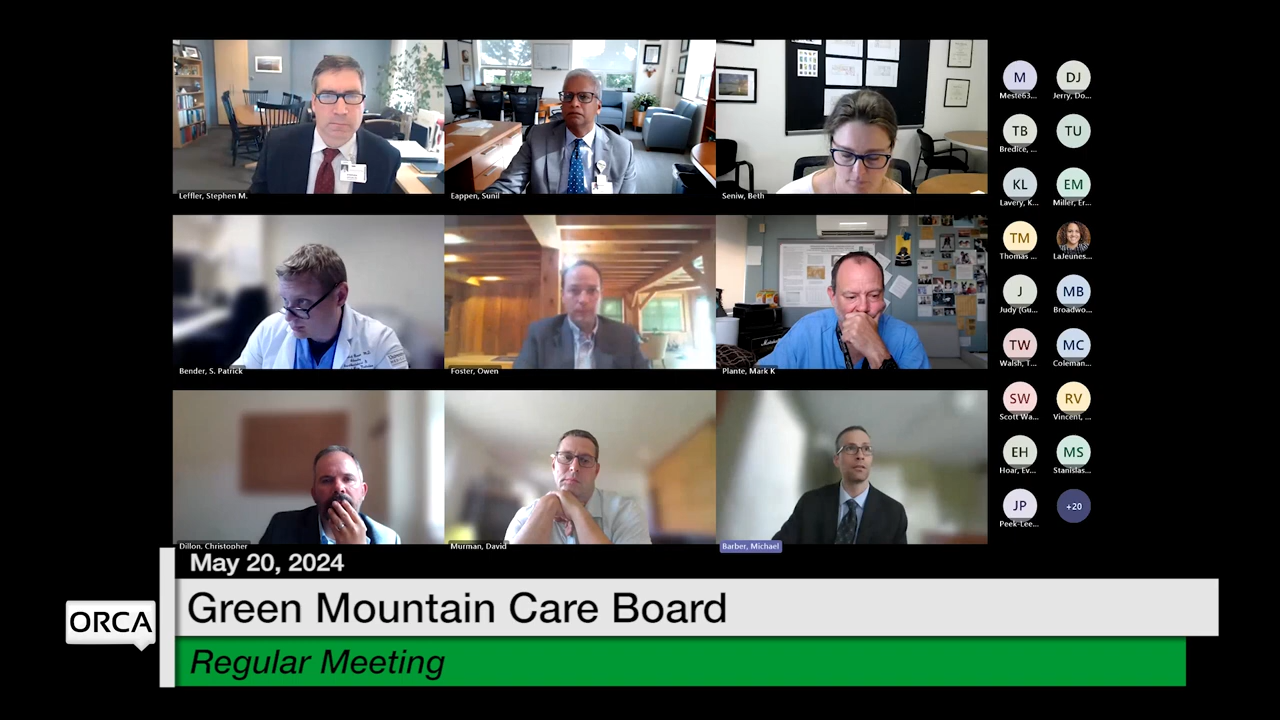 M
DJ
Meste63...
Jerry, Do...
TB
TU
Bredice, ...
KL
EM
Lavery, K...
Miller, Er...
TM
Thomas ...
LaJeunes...
J
MB
Judy (Gu...
Broadwo...
TW
MC
Walsh, T...
Coleman...
SW
RV
Scott Wa...
Vincent, ...
EH
MS
Hoar, Ev...
Stanislas...
JP
+20
Peek-Lee...
Leffler, Stephen M.
Eappen, Sunil
Seniw, Beth
Bender, S. Patrick
Foster, Owen
Plante, Mark K
Dillon, Christopher
Murman, David
Barber, Michael
May 20, 2024
ORCA
Green Mountain Care Board
Regular Meeting